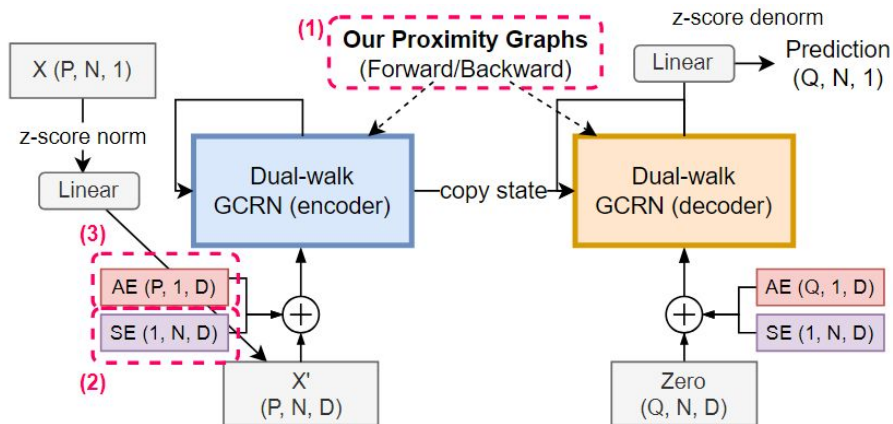 (1)
Our Proximity Graphs
(Forward/Backward)
z-score denorm
Linear
Prediction
(Q, N, 1)
X (P, N, 1)
z-score norm
Linear
Dual-walk
GCRN (encoder)
copy state
Dual-walk
GCRN (decoder)
(3)
AE (P, 1, D)
SE (1, N, D)
(2)
X'
(P, N, D)
AE (Q, 1, D)
SE (1, N, D)
Zero
(Q, N, D)